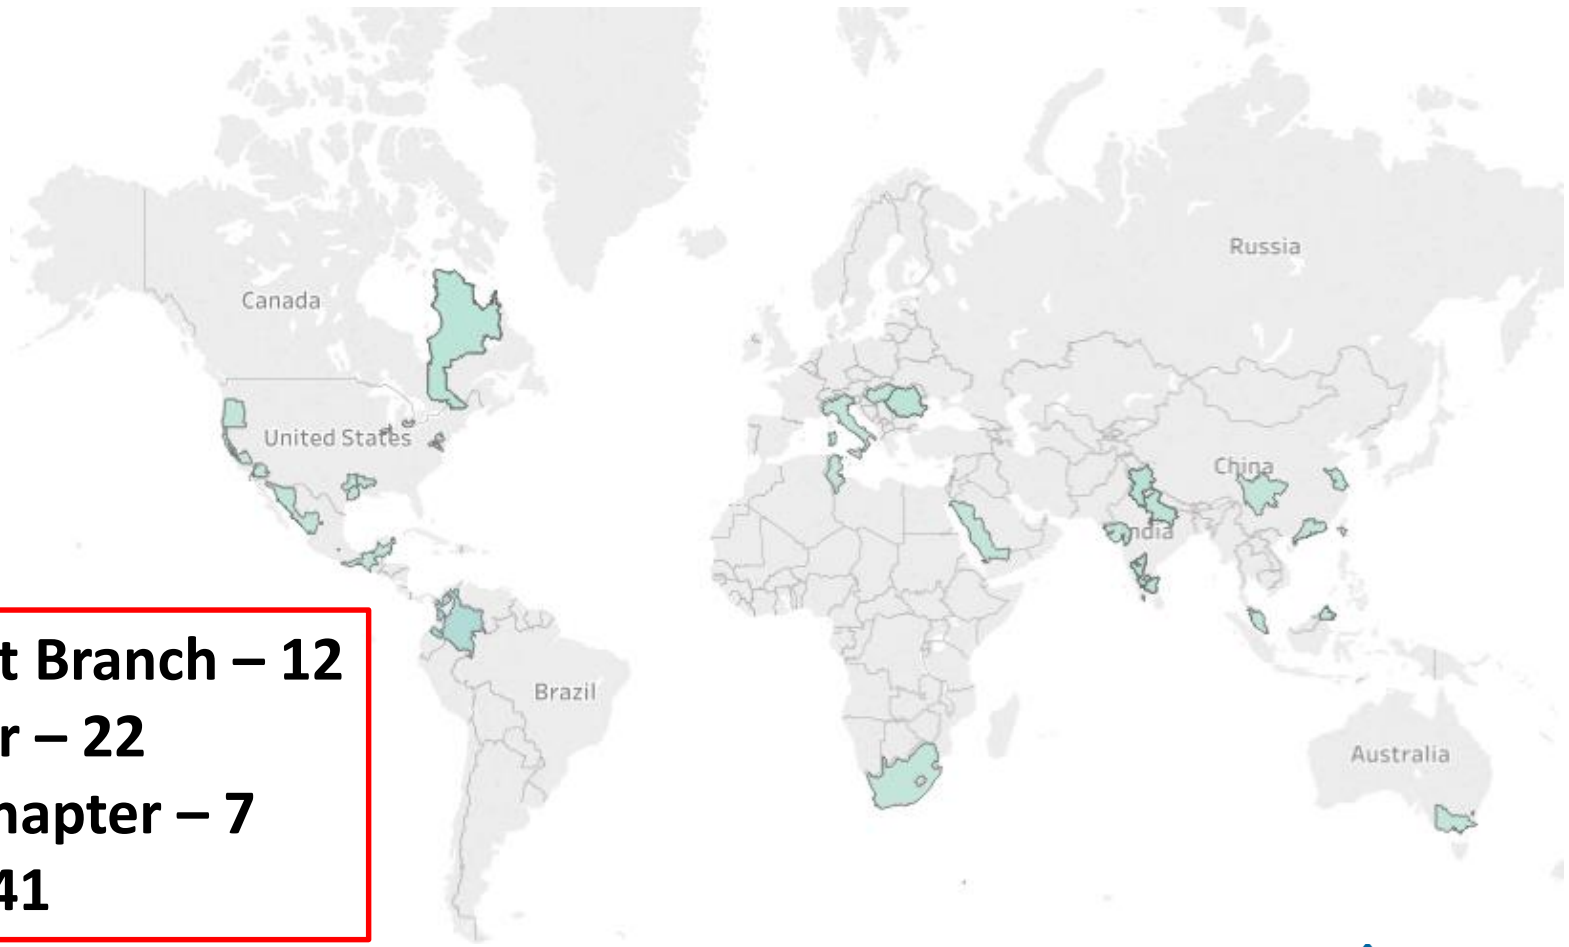 Russia
Canada
United States
China
India
Brazil
Australia
t Branch – 12
r – 22
hapter – 7
41